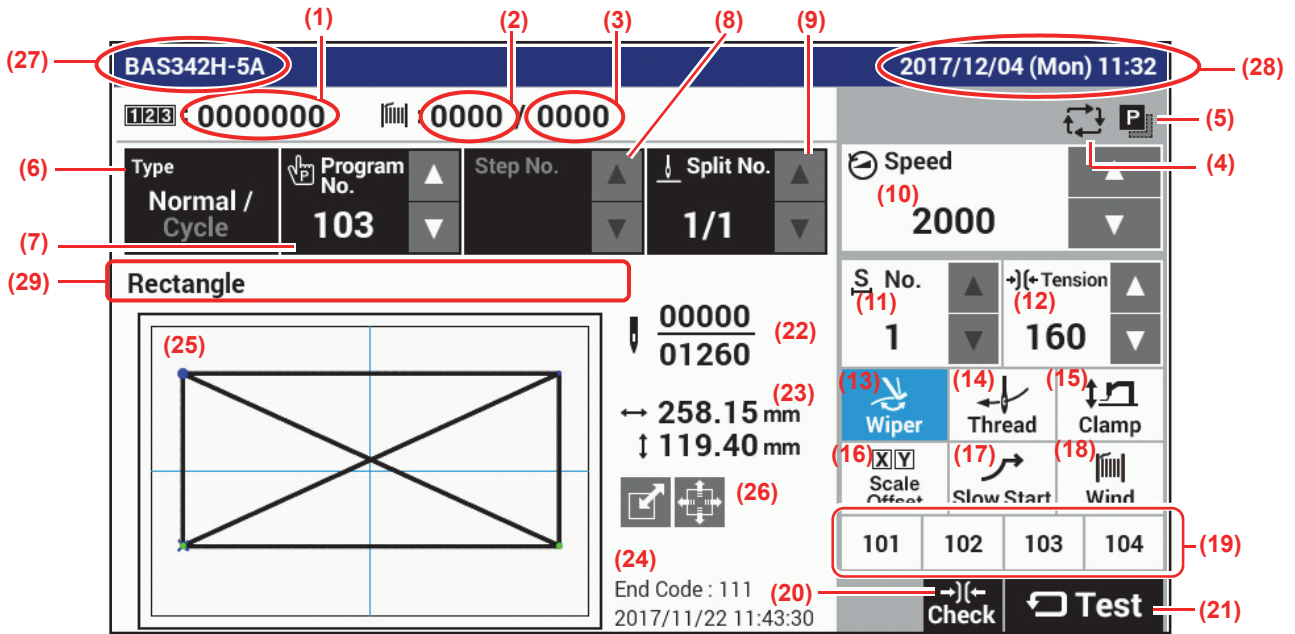 (1) (2) (3) (8) (9)
(27) BAS342H-5A 2017/12/04 (Mon) 11:32 (28)
123 : 0000000 : 0000 / 0000 P (5)
(4)
(6) Type Program No. Step No. Split No. Speed
Normal / Cycle 103 1/1 (10) 2000
(7)
(29) Rectangle S No. Tension
(11) (12)
1 160
(25) 00000 (22)
01260
(23)
258.15 mm
119.40 mm
(13) (14) (15)
Wiper Thread Clamp
(16) X Y (17) (18)
Scale Offset Slow Start Wind
(26)
101 102 103 104 (19)
(24)
End Code : 111
2017/11/22 11:43:30
(20) Check Test (21)